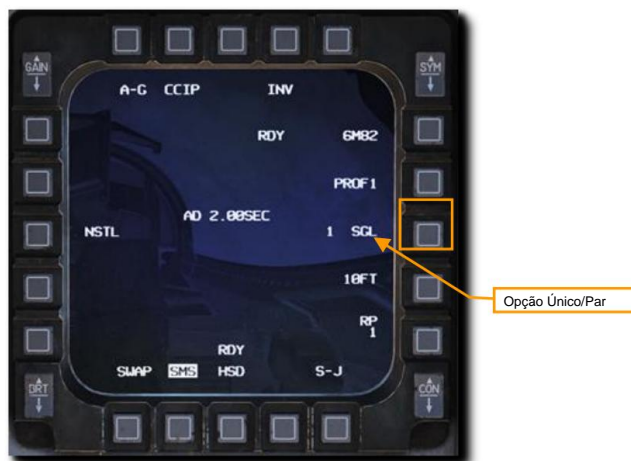 GAIN
SYM
A-G CCIP INV
RDY 6M82
PROF1
AD 2.00SEC
NSTL 1 SGL
10FT
RP
1
RDY
SWAP SMS HSD S-J
BRT
CON
Opção Único/Par